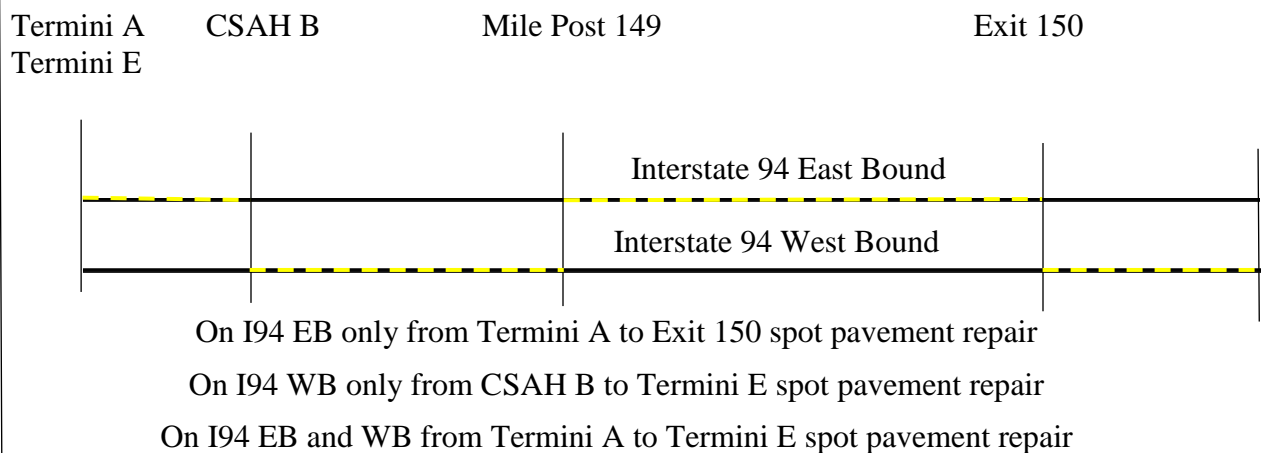 Termini A CSAH B Mile Post 149 Exit 150
Termini E
Interstate 94 East Bound
Interstate 94 West Bound
On I94 EB only from Termini A to Exit 150 spot pavement repair
On I94 WB only from CSAH B to Termini E spot pavement repair
On I94 EB and WB from Termini A to Termini E spot pavement repair